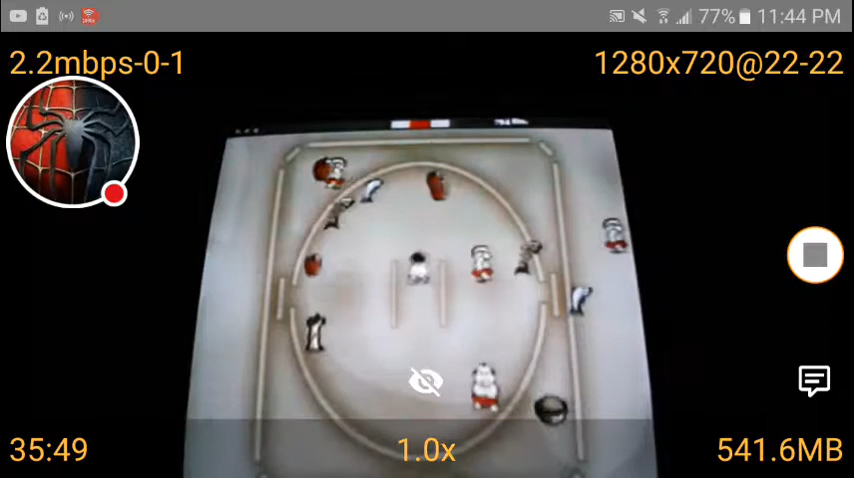 77% 11:44 PM
2.2mbps-0-1
1280x720@22-22
35:49
1.0x
541.6MB